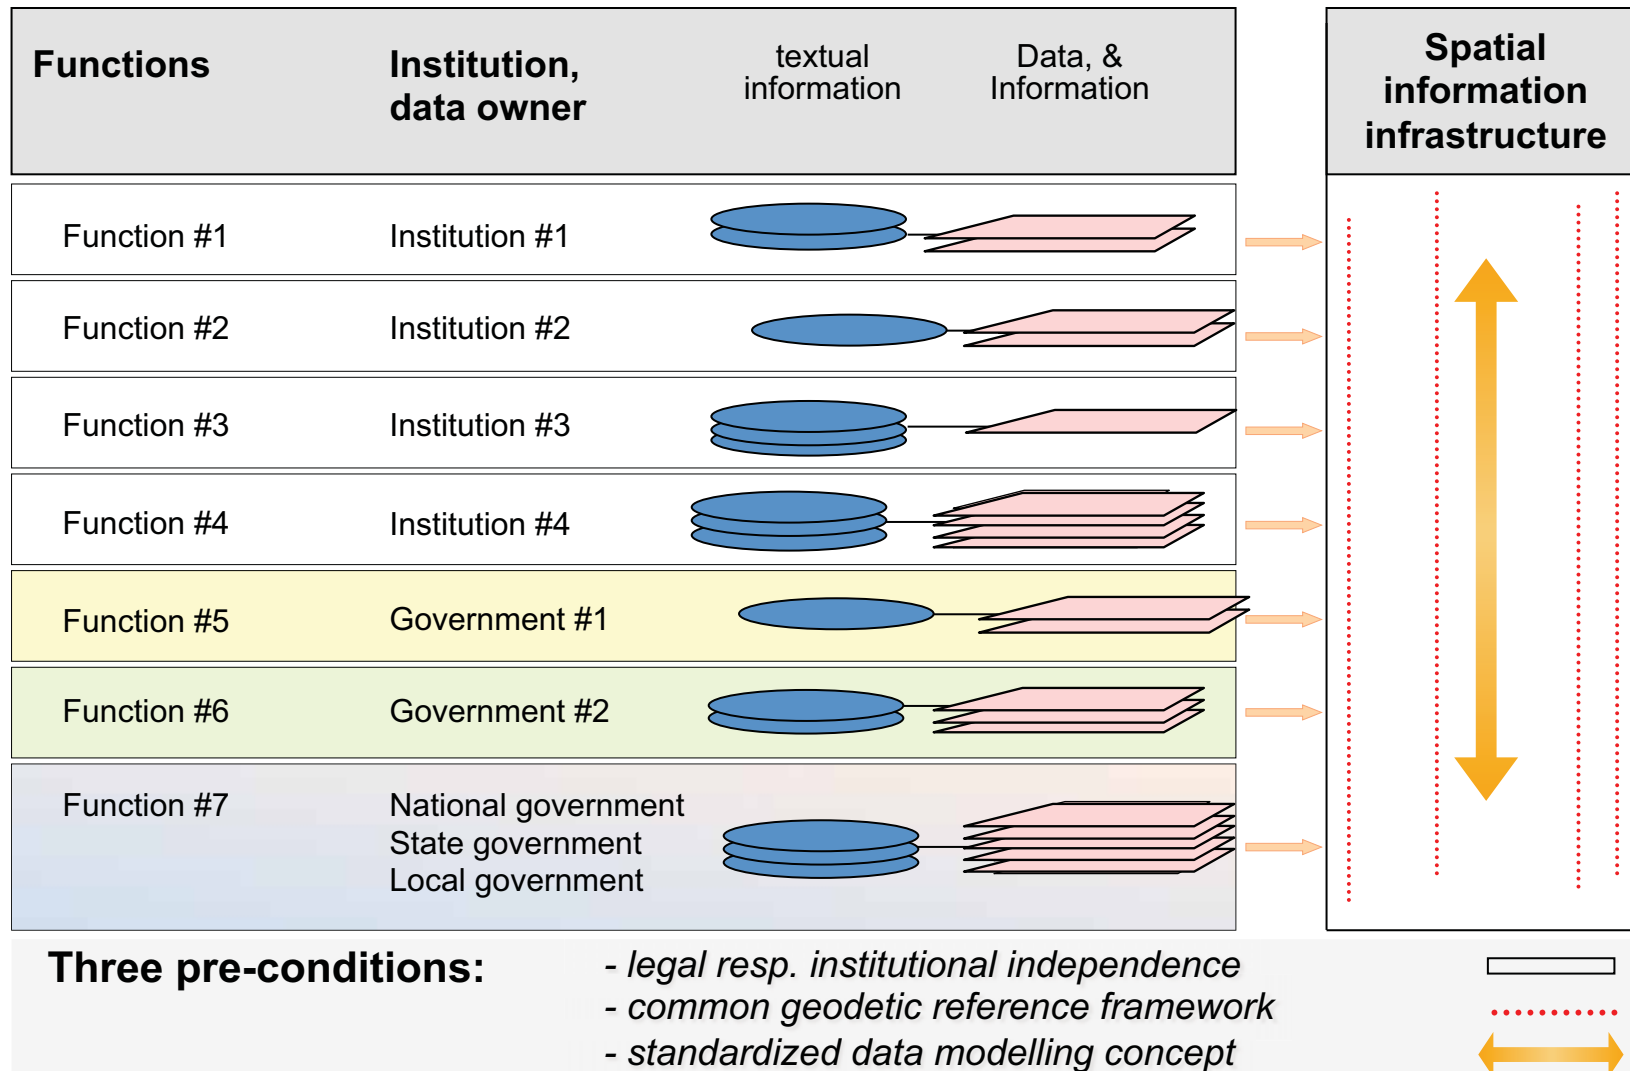 Functions
Institution,
data owner
textual
information
Data, &
Information
Spatial
information
infrastructure
Function #1
Institution #1
Function #2
Institution #2
Function #3
Institution #3
Function #4
Institution #4
Function #5
Government #1
Function #6
Government #2
Function #7
National government
State government
Local government
Three pre-conditions:
- legal resp. institutional independence
- common geodetic reference framework
- standardized data modelling concept